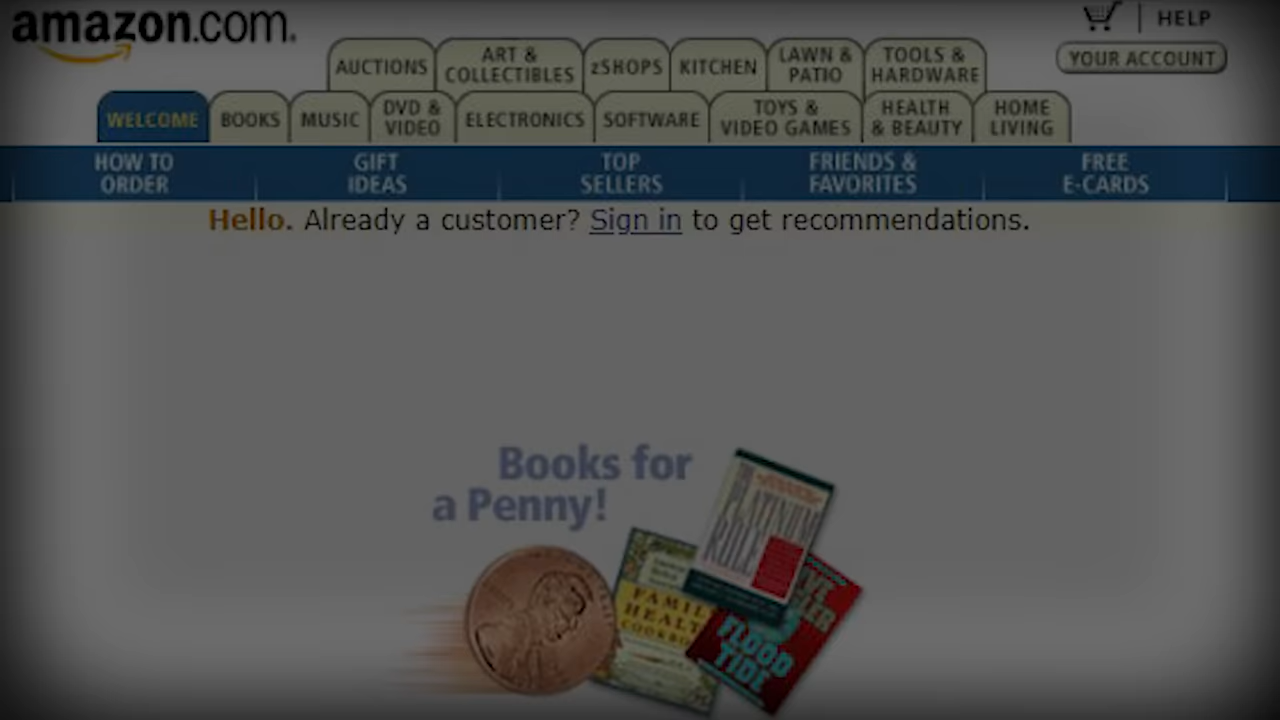 amazon.com.
HELP
YOUR ACCOUNT
AUCTIONS
ART &
COLLECTIBLES
zSHOPS
KITCHEN
LAWN &
PATIO
TOOLS &
HARDWARE
WELCOME
BOOKS
MUSIC
DVD &
VIDEO
ELECTRONICS
SOFTWARE
TOYS &
VIDEO GAMES
HEALTH
& BEAUTY
HOME
LIVING
HOW TO
ORDER
GIFT
IDEAS
TOP
SELLERS
FRIENDS &
FAVORITES
FREE
E-CARDS
Hello. Already a customer? Sign in to get recommendations.
Books for
a Penny!
PLATINUM
RULE
FLOOD
TIDE